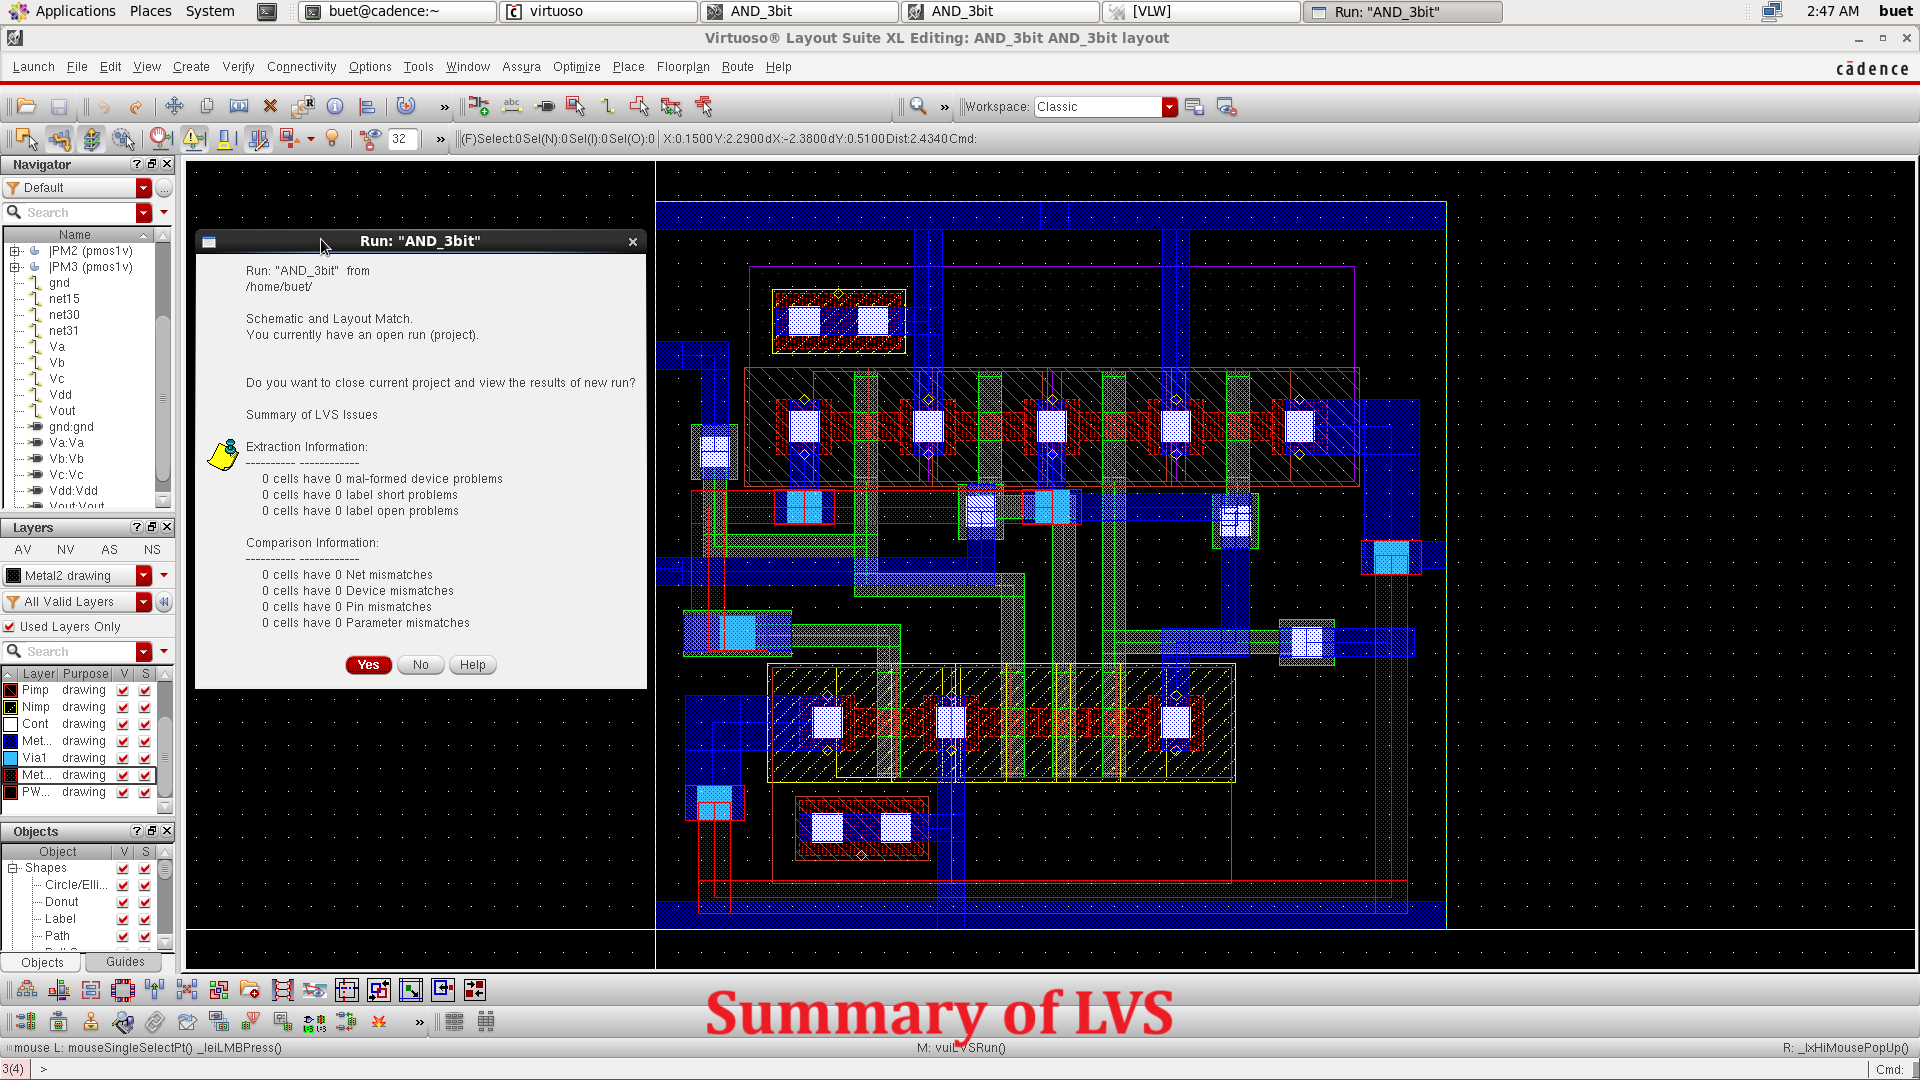 Applications Places System
buet@cadence:~
virtuoso
AND_3bit
AND_3bit
[VLW]
Run: "AND_3bit"
2:47 AM buet
Virtuoso® Layout Suite XL Editing: AND_3bit AND_3bit layout
Launch File Edit View Create Verify Connectivity Options Tools Window Assura Optimize Place Floorplan Route Help
cādence
abc
» Workspace: Classic
32 » (F)Select:0 Sel(N):0 Sel(I):0 Sel(O):0 X:0.1500 Y:2.2900 dX:-2.3800 dY:0.5100 Dist:2.4340 Cmd:
Navigator
Default
Search
Name
|PM2 (pmos1v)
|PM3 (pmos1v)
gnd
net15
net30
net31
Va
Vb
Vc
Vdd
Vout
gnd:gnd
Va:Va
Vb:Vb
Vc:Vc
Vdd:Vdd
Vout:Vout
Layers
AV NV AS NS
Metal2 drawing
All Valid Layers
Used Layers Only
Search
Layer Purpose V S
Pimp drawing
Nimp drawing
Cont drawing
Met... drawing
Via1 drawing
Met... drawing
PW... drawing
Objects
Object V S
Shapes
Circle/Elli...
Donut
Label
Path
Objects Guides
Run: "AND_3bit"
Run: "AND_3bit" from
/home/buet/
Schematic and Layout Match.
You currently have an open run (project).
Do you want to close current project and view the results of new run?
Summary of LVS Issues
Extraction Information:
---------- ------------
0 cells have 0 mal-formed device problems
0 cells have 0 label short problems
0 cells have 0 label open problems
Comparison Information:
---------- ------------
0 cells have 0 Net mismatches
0 cells have 0 Device mismatches
0 cells have 0 Pin mismatches
0 cells have 0 Parameter mismatches
Yes No Help
Summary of LVS
mouse L: mouseSingleSelectPt() _leiLMBPress()
M: vuiLVSRun()
R: _lxHiMousePopUp()
3(4) >
Cmd: